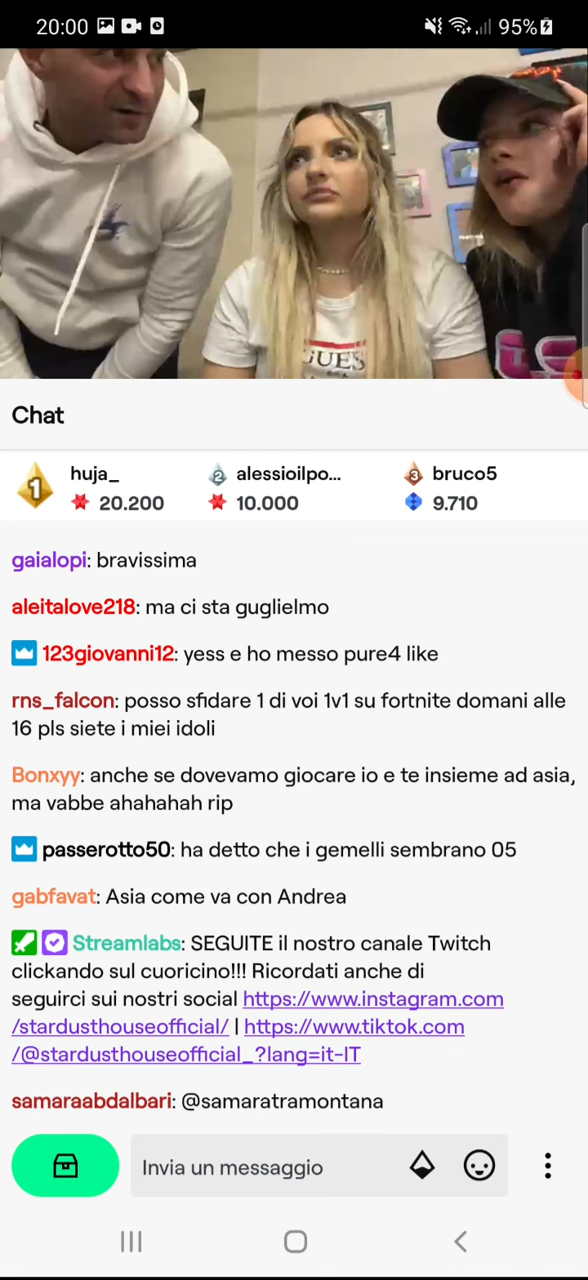 20:00 95%
GUESS
Chat
1 huja_ 2 alessioilpo... 3 bruco5
20.200 10.000 9.710
gaialopi: bravissima
aleitalove218: ma ci sta guglielmo
123giovanni12: yess e ho messo pure4 like
rns_falcon: posso sfidare 1 di voi 1v1 su fortnite domani alle
16 pls siete i miei idoli
Bonxyy: anche se dovevamo giocare io e te insieme ad asia,
ma vabbe ahahahah rip
passerotto50: ha detto che i gemelli sembrano 05
gabfavat: Asia come va con Andrea
Streamlabs: SEGUITE il nostro canale Twitch
clickando sul cuoricino!!! Ricordati anche di
seguirci sui nostri social https://www.instagram.com
/stardusthouseofficial/ | https://www.tiktok.com
/@stardusthouseofficial_?lang=it-IT
samaraabdalbari: @samaratramontana
Invia un messaggio